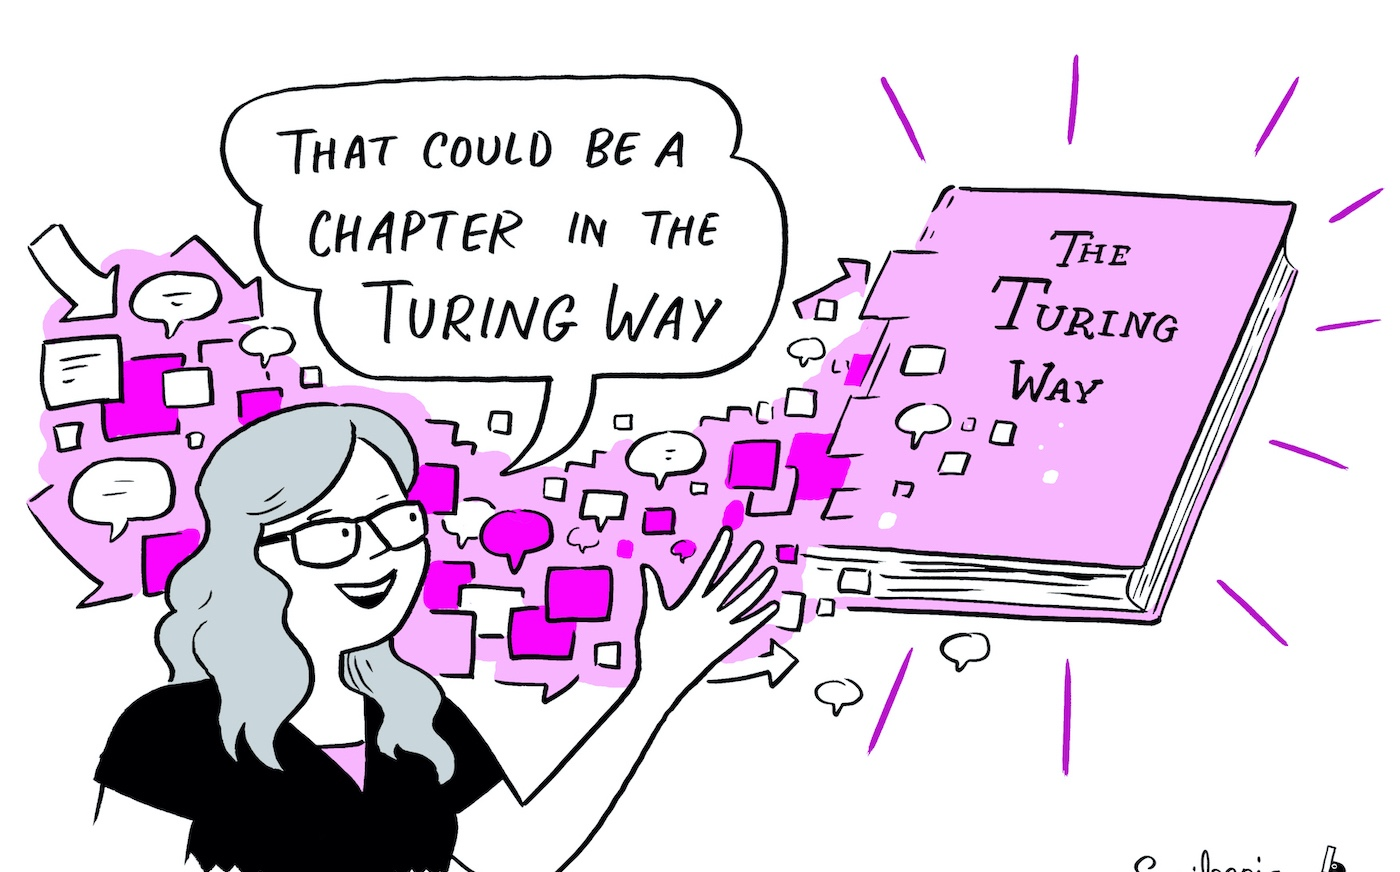 THAT COULD BE A
CHAPTER IN THE
TURING WAY
THE
TURING
WAY